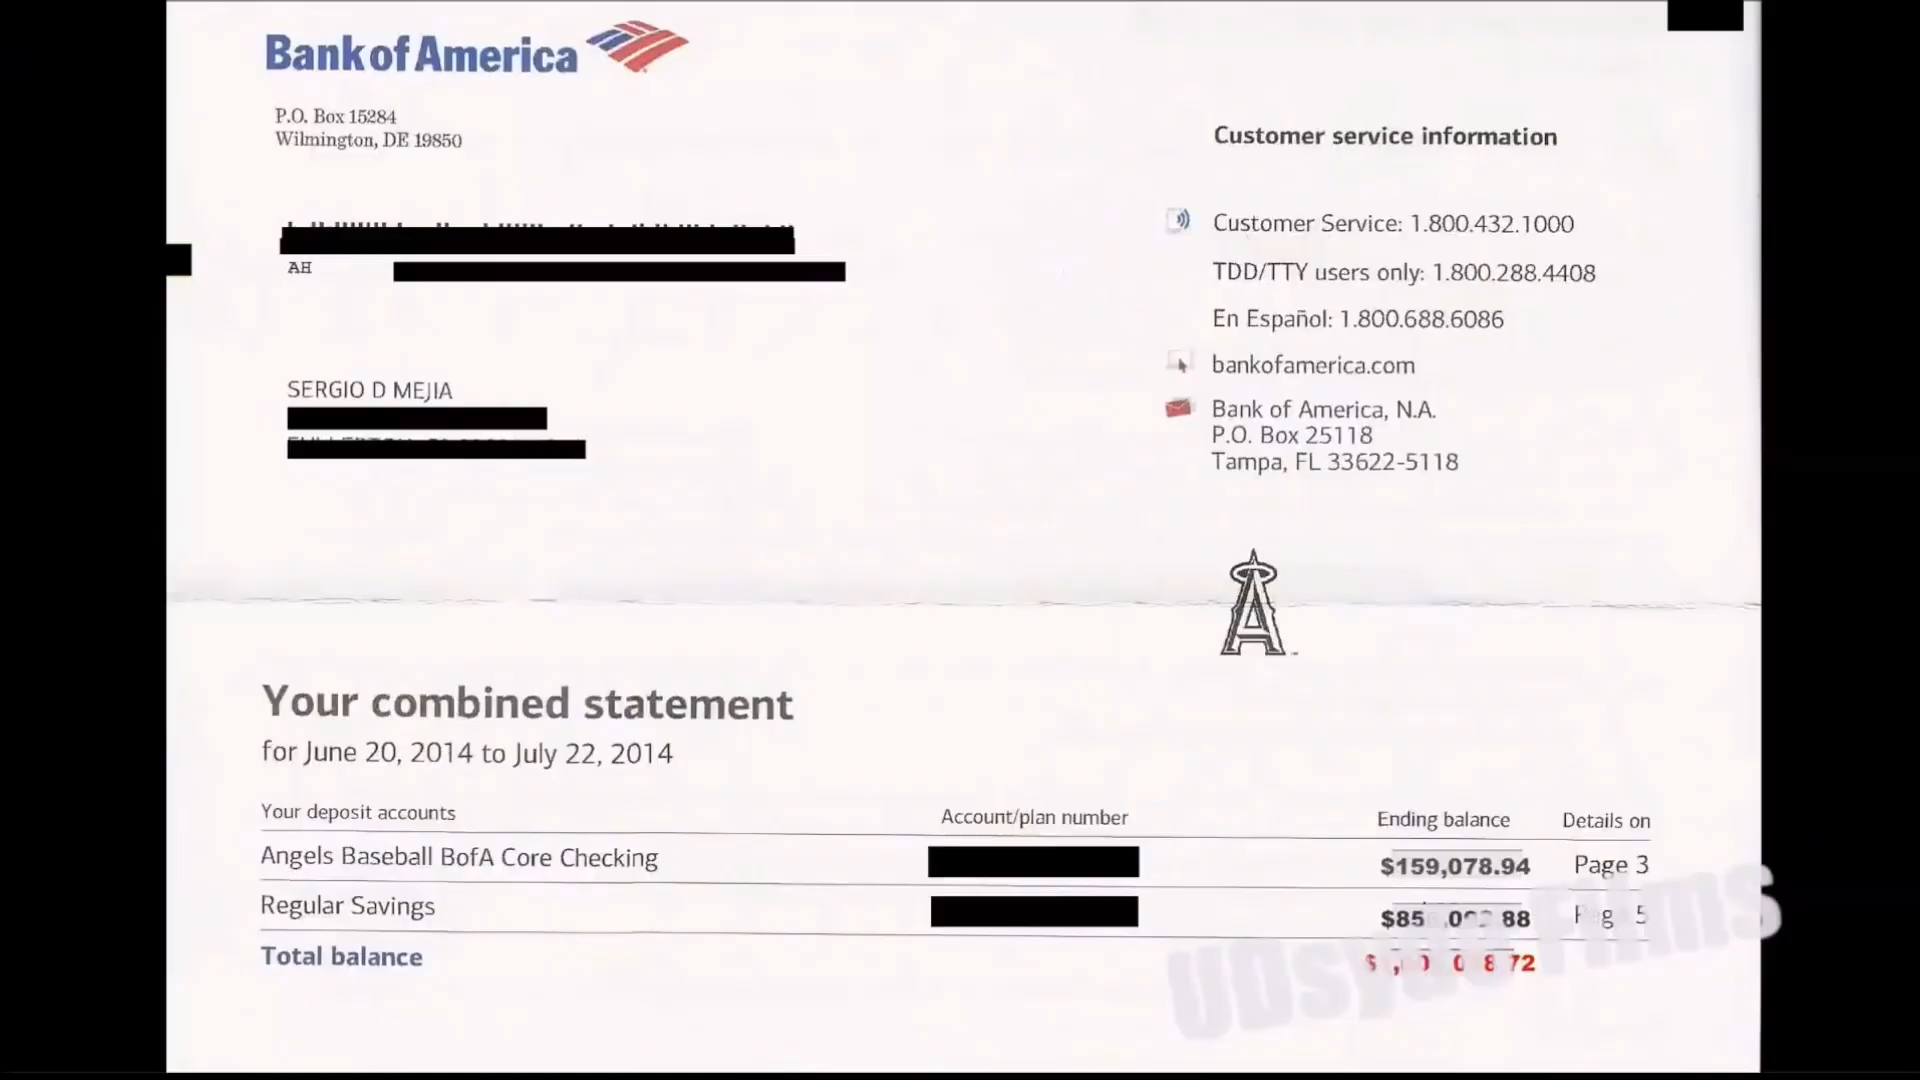 Bank of America
P.O. Box 15284
Wilmington, DE 19850
Customer service information
Customer Service: 1.800.432.1000
AH
TDD/TTY users only: 1.800.288.4408
En Español: 1.800.688.6086
bankofamerica.com
SERGIO D MEJIA
Bank of America, N.A.
P.O. Box 25118
Tampa, FL 33622-5118
A
Your combined statement
for June 20, 2014 to July 22, 2014
Your deposit accounts Account/plan number Ending balance Details on
Angels Baseball BofA Core Checking $159,078.94 Page 3
Regular Savings Page 5
Total balance
Films